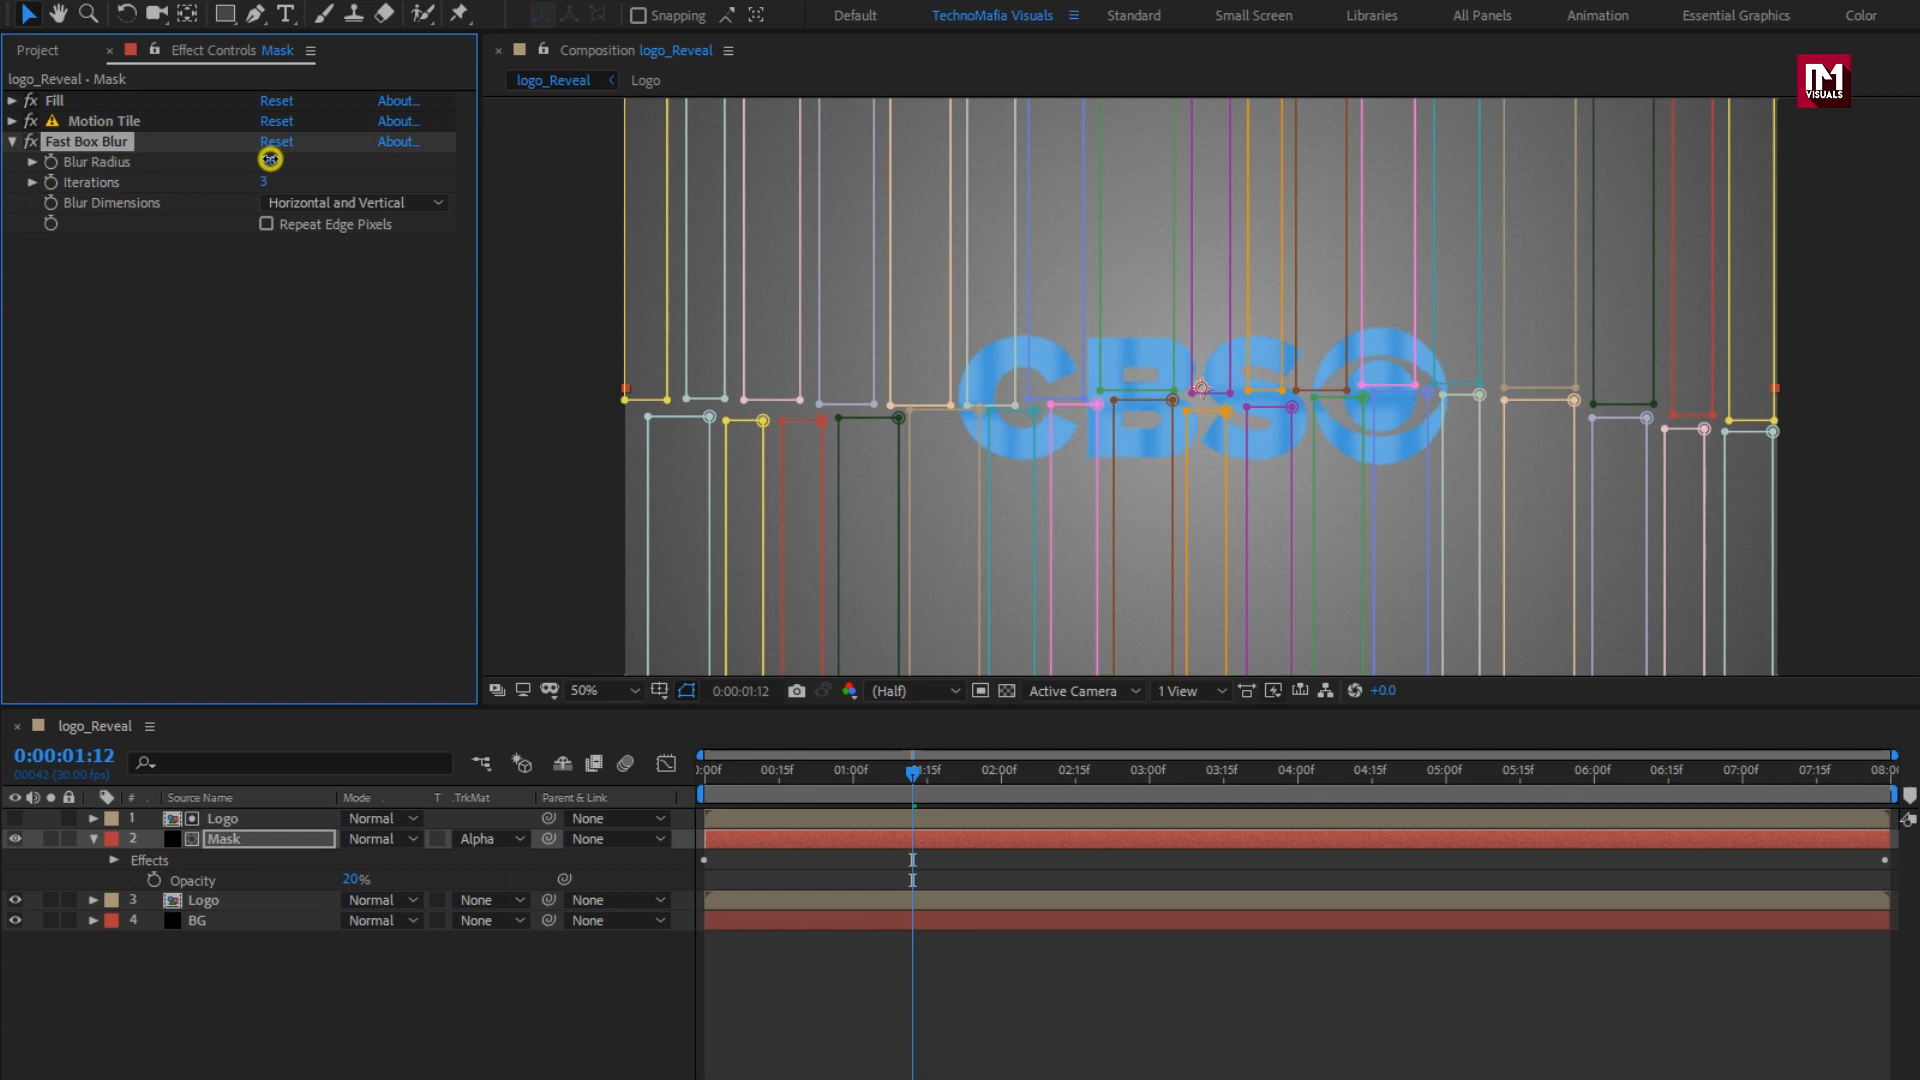 Snapping
Default
TechnoMafia Visuals
Standard
Small Screen
Libraries
All Panels
Animation
Essential Graphics
Color
Project
Effect Controls Mask
Composition logo_Reveal
logo_Reveal • Mask
logo_Reveal
Logo
VISUALS
fx Fill Reset About...
fx Motion Tile Reset About...
fx Fast Box Blur Reset About...
Blur Radius
Iterations 3
Blur Dimensions Horizontal and Vertical
Repeat Edge Pixels
CBS
50%
0:00:01:12
(Half)
Active Camera
1 View
+0.0
logo_Reveal
0:00:01:12
00042 (30.00 fps)
00:15f 01:00f 02:00f 02:15f 03:00f 03:15f 04:00f 04:15f 05:00f 05:15f 06:00f 06:15f 07:00f 07:15f
# Source Name Mode T .TrkMat Parent & Link
1 Logo Normal None
2 Mask Normal Alpha None
Effects
Opacity 20%
3 Logo Normal None None
4 BG Normal None None